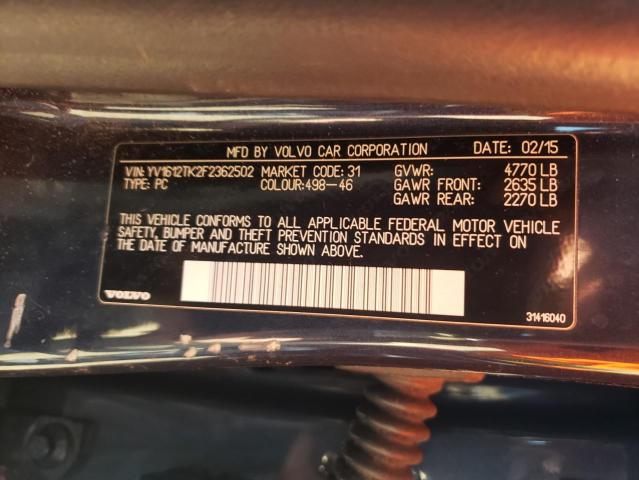 MFD BY VOLVO CAR CORPORATION DATE: 02/15
VIN: YV1612TK2F2362502 MARKET CODE: 31 GVWR: 4770 LB
TYPE: PC COLOUR: 498-46 GAWR FRONT: 2635 LB
GAWR REAR: 2270 LB
THIS VEHICLE CONFORMS TO ALL APPLICABLE FEDERAL MOTOR VEHICLE
SAFETY, BUMPER AND THEFT PREVENTION STANDARDS IN EFFECT ON
THE DATE OF MANUFACTURE SHOWN ABOVE.
VOLVO
31416040